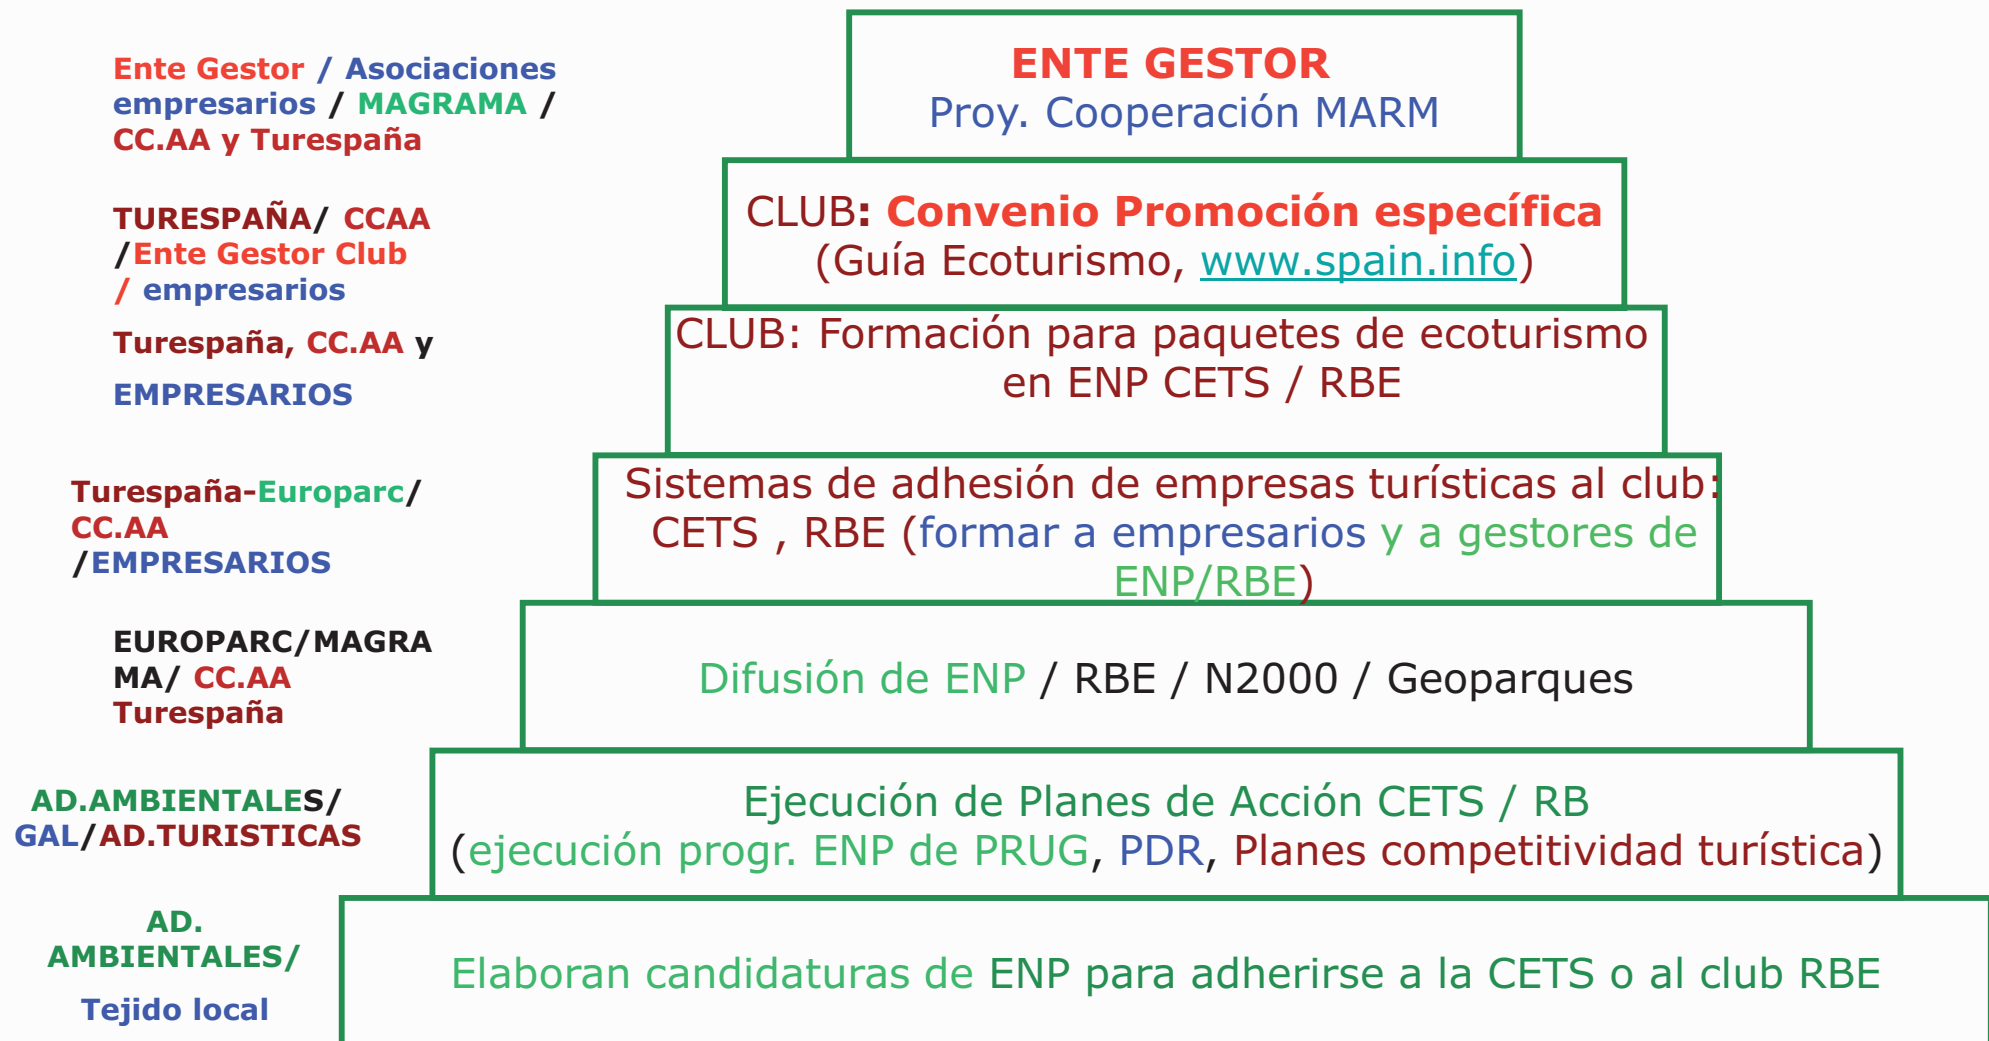 Ente Gestor / Asociaciones
empresarios / MAGRAMA /
CC.AA y Turespaña
ENTE GESTOR
Proy. Cooperación MARM
TURESPAÑA/ CCAA
/Ente Gestor Club
/ empresarios
CLUB: Convenio Promoción específica
(Guía Ecoturismo, www.spain.info)
Turespaña, CC.AA y
EMPRESARIOS
CLUB: Formación para paquetes de ecoturismo
en ENP CETS / RBE
Turespaña-Europarc/
CC.AA
/EMPRESARIOS
Sistemas de adhesión de empresas turísticas al club:
CETS , RBE (formar a empresarios y a gestores de
ENP/RBE)
EUROPARC/MAGRA
MA/ CC.AA
Turespaña
Difusión de ENP / RBE / N2000 / Geoparques
AD.AMBIENTALES/
GAL/AD.TURISTICAS
Ejecución de Planes de Acción CETS / RB
(ejecución progr. ENP de PRUG, PDR, Planes competitividad turística)
AD.
AMBIENTALES/
Tejido local
Elaboran candidaturas de ENP para adherirse a la CETS o al club RBE